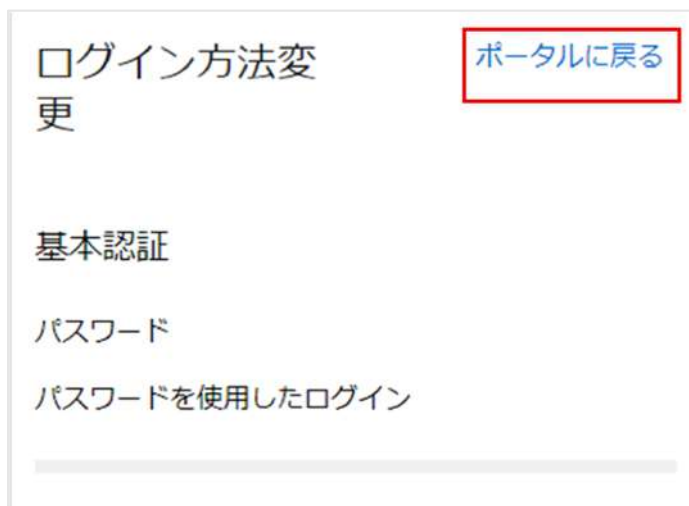 ログイン方法変
更
ポータルに戻る
基本認証
パスワード
パスワードを使用したログイン